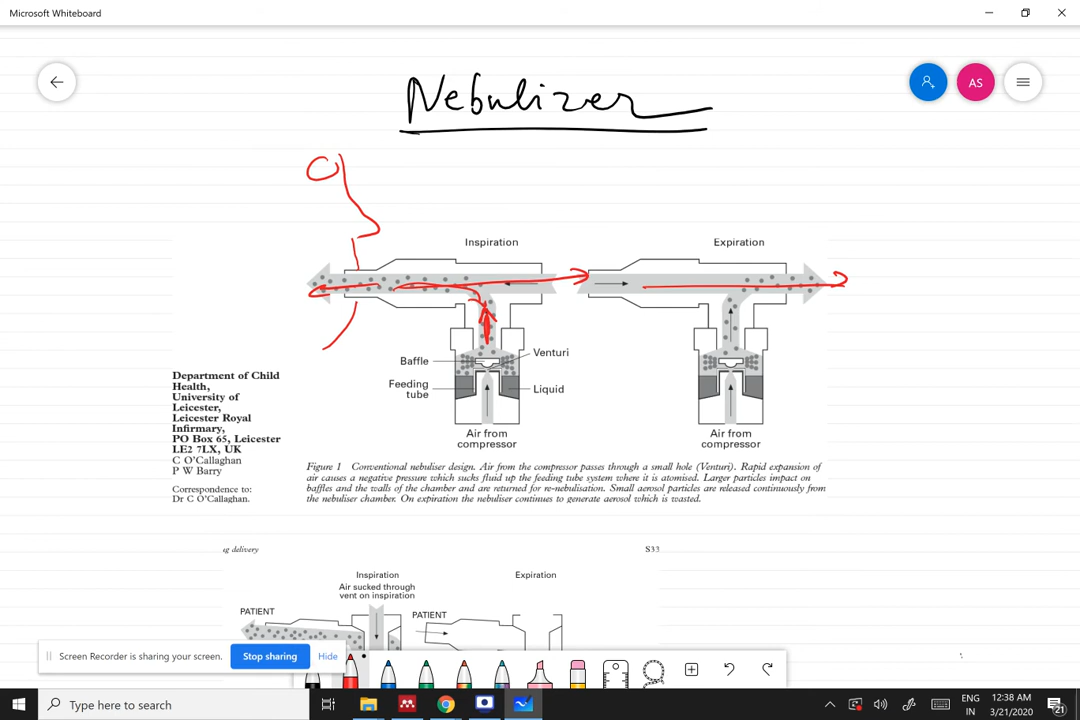 Microsoft Whiteboard
Nebulizer
AS
Inspiration
Expiration
Baffle
Venturi
Feeding
tube
Liquid
Air from
compressor
Air from
compressor
Department of Child
Health,
University of
Leicester,
Leicester Royal
Infirmary,
PO Box 65, Leicester
LE2 7LX, UK
C O'Callaghan
P W Barry
Correspondence to:
Dr C O'Callaghan.
Figure 1 Conventional nebuliser design. Air from the compressor passes through a small hole (Venturi). Rapid expansion of
air causes a negative pressure which sucks fluid up the feeding tube system where it is atomised. Larger particles impact on
baffles and the walls of the chamber and are returned for re-nebulisation. Small aerosol particles are released continuously from
the nebuliser chamber. On expiration the nebuliser continues to generate aerosol which is wasted.
ug delivery
S33
Inspiration
Air sucked through
vent on inspiration
Expiration
PATIENT
PATIENT
Screen Recorder is sharing your screen.
Stop sharing
Hide
Type here to search
ENG
IN
12:38 AM
3/21/2020
21